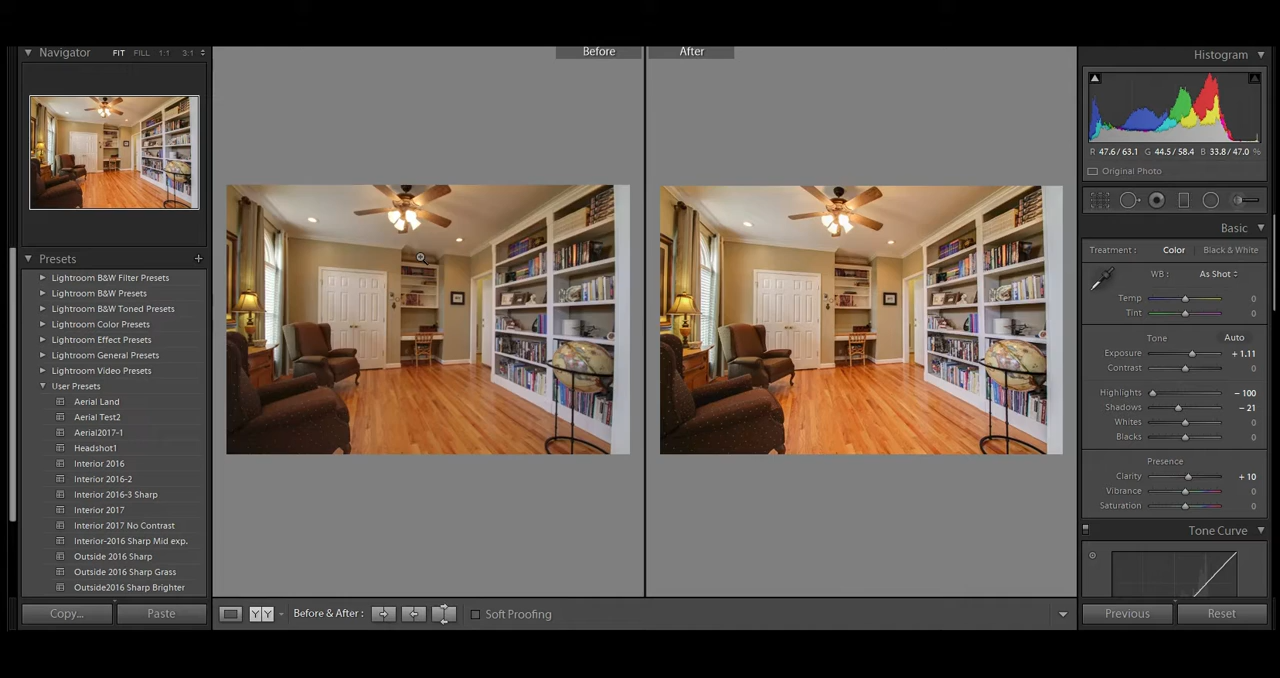 Navigator FIT FILL 1:1 3:1
Before After
Histogram
R 47.6 / 63.1 G 44.5 / 58.4 B 33.8 / 47.0 %
Original Photo
Presets +
Lightroom B&W Filter Presets
Lightroom B&W Presets
Lightroom B&W Toned Presets
Lightroom Color Presets
Lightroom Effect Presets
Lightroom General Presets
Lightroom Video Presets
User Presets
Aerial Land
Aerial Test2
Aerial2017-1
Headshot1
Interior 2016
Interior 2016-2
Interior 2016-3 Sharp
Interior 2017
Interior 2017 No Contrast
Interior-2016 Sharp Mid exp.
Outside 2016 Sharp
Outside 2016 Sharp Grass
Outside2016 Sharp Brighter
Copy... Paste
YY Before & After : Soft Proofing
Basic
Treatment : Color Black & White
WB : As Shot
Temp 0
Tint 0
Tone Auto
Exposure + 1.11
Contrast 0
Highlights − 100
Shadows − 21
Whites 0
Blacks 0
Presence
Clarity + 10
Vibrance 0
Saturation 0
Tone Curve
Previous Reset